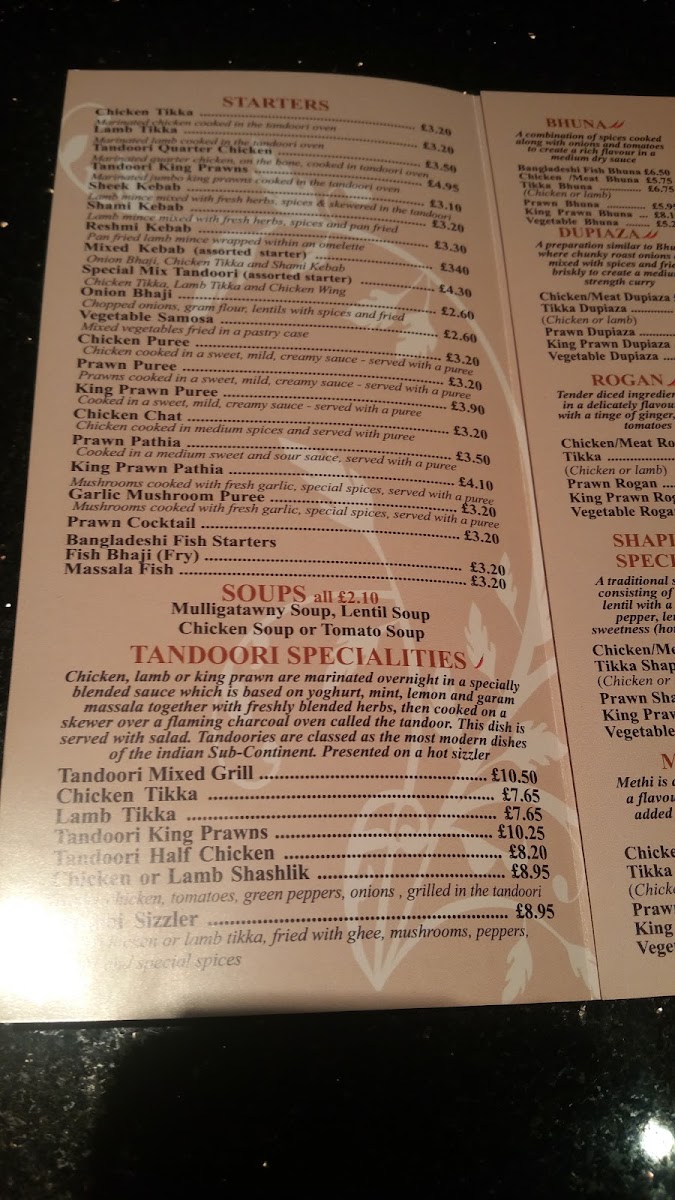 STARTERS
Chicken Tikka ........ £3.20
Marinated chicken cooked in the tandoori oven
Lamb Tikka ........ £3.20
Marinated lamb cooked in the tandoori oven
Tandoori Quarter Chicken ........ £3.50
Marinated quarter chicken, on the bone, cooked in tandoori oven
Tandoori King Prawns ........ £4.95
Marinated jumbo king prawns cooked in the tandoori oven
Sheek Kebab ........ £3.10
Lamb mince mixed with fresh herbs, spices & skewered in the tandoori
Shami Kebab ........ £3.20
Lamb mince mixed with fresh herbs, spices and pan fried
Reshmi Kebab ........ £3.30
Pan fried lamb mince wrapped within an omelette
Mixed Kebab (assorted starter) ........ £340
Onion Bhaji, Chicken Tikka and Shami Kebab
Special Mix Tandoori (assorted starter) ........ £4.30
Chicken Tikka, Lamb Tikka and Chicken Wing
Onion Bhaji ........ £2.60
Chopped onions, gram flour, lentils with spices and fried
Vegetable Samosa ........ £2.60
Mixed vegetables fried in a pastry case
Chicken Puree ........ £3.20
Chicken cooked in a sweet, mild, creamy sauce - served with a puree
Prawn Puree ........ £3.20
Prawns cooked in a sweet, mild, creamy sauce - served with a puree
King Prawn Puree ........ £3.90
Cooked in a sweet, mild, creamy sauce - served with a puree
Chicken Chat ........ £3.20
Chicken cooked in medium spices and served with puree
Prawn Pathia ........ £3.50
Cooked in a medium sweet and sour sauce, served with a puree
King Prawn Pathia ........ £4.10
Mushrooms cooked with fresh garlic, special spices, served with a puree
Garlic Mushroom Puree ........ £3.20
Mushrooms cooked with fresh garlic, special spices, served with a puree
Prawn Cocktail ........ £3.20
Bangladeshi Fish Starters
Fish Bhaji (Fry) ........ £3.20
Massala Fish ........ £3.20
SOUPS all £2.10
Mulligatawny Soup, Lentil Soup
Chicken Soup or Tomato Soup
TANDOORI SPECIALITIES
Chicken, lamb or king prawn are marinated overnight in a specially
blended sauce which is based on yoghurt, mint, lemon and garam
massala together with freshly blended herbs, then cooked on a
skewer over a flaming charcoal oven called the tandoor. This dish is
served with salad. Tandoories are classed as the most modern dishes
of the indian Sub-Continent. Presented on a hot sizzler
Tandoori Mixed Grill ........ £10.50
Chicken Tikka ........ £7.65
Lamb Tikka ........ £7.65
Tandoori King Prawns ........ £10.25
Tandoori Half Chicken ........ £8.20
Chicken or Lamb Shashlik ........ £8.95
chicken, tomatoes, green peppers, onions , grilled in the tandoori
Sizzler ........ £8.95
or lamb tikka, fried with ghee, mushrooms, peppers,
special spices
BHUNA
A combination of spices cooked
along with onions and tomatoes
to create a rich flavour in a
medium dry sauce
Bangladeshi Fish Bhuna £6.50
Chicken /Meat Bhuna £5.75
Tikka Bhuna ........ £6.75
(Chicken or lamb)
Prawn Bhuna ........ £5.9
King Prawn Bhuna ... £8.1
Vegetable Bhuna ........ £5.
DUPIAZA
A preparation similar to Bhu
where chunky roast onions
mixed with spices and frie
briskly to create a mediu
strength curry
Chicken/Meat Dupiaza
Tikka Dupiaza ........
(Chicken or lamb)
Prawn Dupiaza ........
King Prawn Dupiaza
Vegetable Dupiaza ....
ROGAN
Tender diced ingredien
in a delicately flavou
with a tinge of ginger,
tomatoes
Chicken/Meat Ro
Tikka ........
(Chicken or lamb)
Prawn Rogan ....
King Prawn Rog
Vegetable Rogan
SHAPL
SPECI
A traditional s
consisting of
lentil with a
pepper, le
sweetness (ho
Chicken/Me
Tikka Shap
(Chicken or
Prawn Sha
King Praw
Vegetable
M
Methi is
a flavou
added
Chicke
Tikka
(Chick
Praw
King
Vege